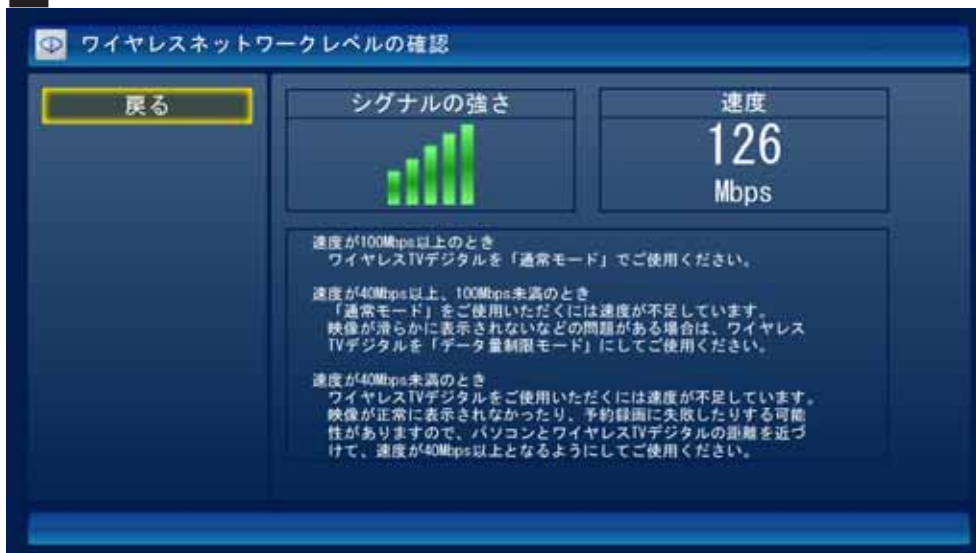 ワイヤレスネットワークレベルの確認
戻る
シグナルの強さ
速度
126
Mbps
速度が100Mbps以上のとき
ワイヤレスTVデジタルを「通常モード」でご使用ください。
速度が40Mbps以上、100Mbps未満のとき
「通常モード」をご使用いただくには速度が不足しています。
映像が滑らかに表示されないなどの問題がある場合は、ワイヤレス
TVデジタルを「データ量制限モード」にしてご使用ください。
速度が40Mbps未満のとき
ワイヤレスTVデジタルをご使用いただくには速度が不足しています。
映像が正常に表示されなかったり、予約録画に失敗したりする可能
性がありますので、パソコンとワイヤレスTVデジタルの距離を近づ
けて、速度が40Mbps以上となるようにしてご使用ください。